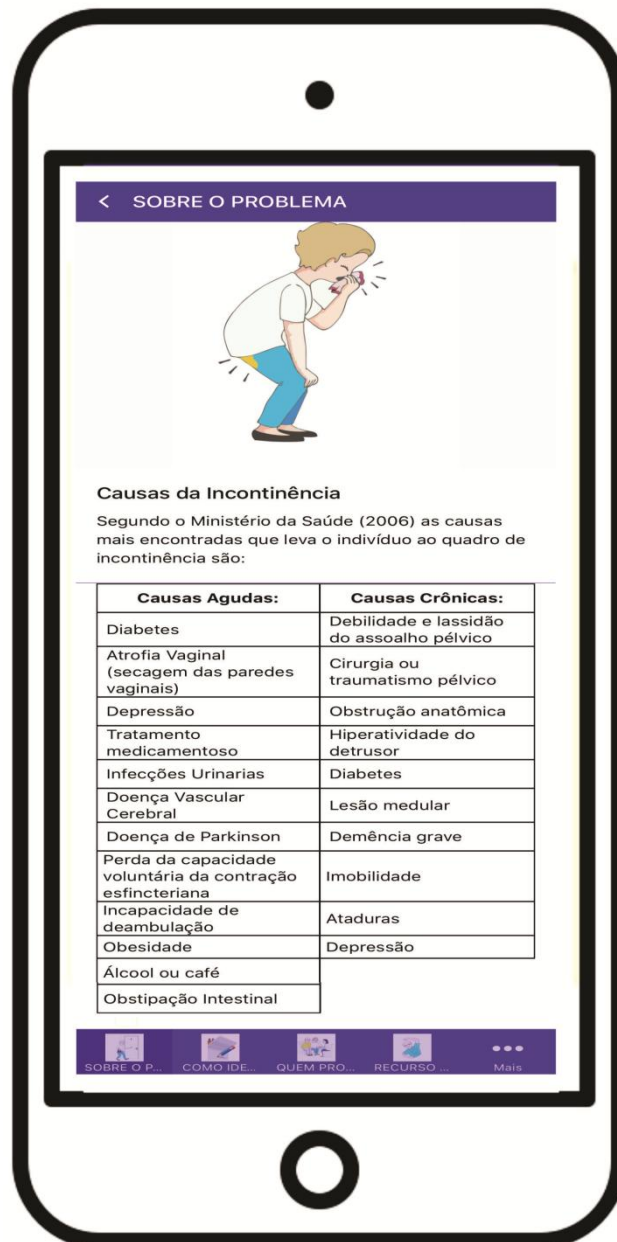 < SOBRE O PROBLEMA
Causas da Incontinência
Segundo o Ministério da Saúde (2006) as causas
mais encontradas que leva o indivíduo ao quadro de
incontinência são:
Causas Agudas:
Causas Crônicas:
Diabetes
Debilidade e lassidão
do assoalho pélvico
Atrofia Vaginal
(secagem das paredes
vaginais)
Cirurgia ou
traumatismo pélvico
Depressão
Obstrução anatômica
Tratamento
medicamentoso
Hiperatividade do
detrusor
Infecções Urinarias
Diabetes
Doença Vascular
Cerebral
Lesão medular
Doença de Parkinson
Demência grave
Perda da capacidade
voluntária da contração
esfincteriana
Imobilidade
Incapacidade de
deambulação
Ataduras
Obesidade
Depressão
Álcool ou café
Obstipação Intestinal
SOBRE O P...
COMO IDE...
QUEM PRO...
RECURSO ...
Mais